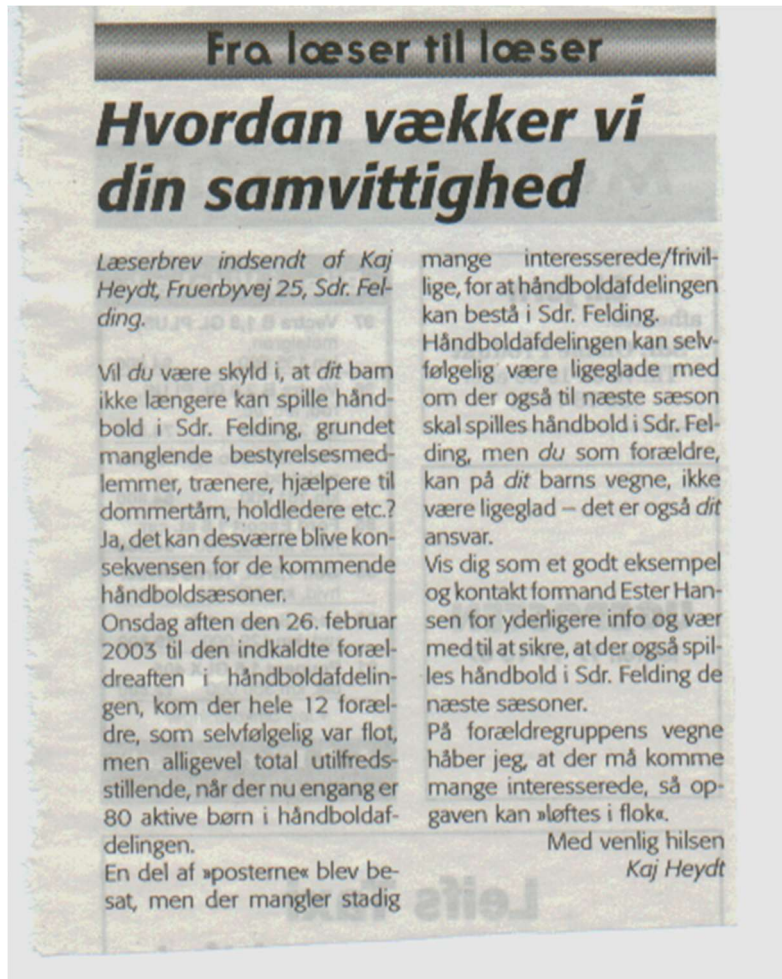 Fra læser til læser
Hvordan vækker vi
din samvittighed
Læserbrev indsendt af Kaj
Heydt, Fruerbyvej 25, Sdr. Fel-
ding.
Vil du være skyld i, at dit barn
ikke længere kan spille hånd-
bold i Sdr. Felding, grundet
manglende bestyrelsesmed-
lemmer, trænere, hjælpere til
dommertårn, holdledere etc.?
Ja, det kan desværre blive kon-
sekvensen for de kommende
håndboldsæsoner.
Onsdag aften den 26. februar
2003 til den indkaldte foræl-
dreaften i håndboldafdelin-
gen, kom der hele 12 foræl-
dre, som selvfølgelig var flot,
men alligevel total utilfreds-
stillende, når der nu engang er
80 aktive børn i håndboldaf-
delingen.
En del af »posterne« blev be-
sat, men der mangler stadig
mange interesserede/frivil-
lige, for at håndboldafdelingen
kan bestå i Sdr. Felding.
Håndboldafdelingen kan selv-
følgelig være ligeglade med
om der også til næste sæson
skal spilles håndbold i Sdr. Fel-
ding, men du som forældre,
kan på dit barns vegne, ikke
være ligeglad – det er også dit
ansvar.
Vis dig som et godt eksempel
og kontakt formand Ester Han-
sen for yderligere info og vær
med til at sikre, at der også spil-
les håndbold i Sdr. Felding de
næste sæsoner.
På forældregruppens vegne
håber jeg, at der må komme
mange interesserede, så op-
gaven kan »løftes i flok«.
Med venlig hilsen
Kaj Heydt
Leifs Taxi